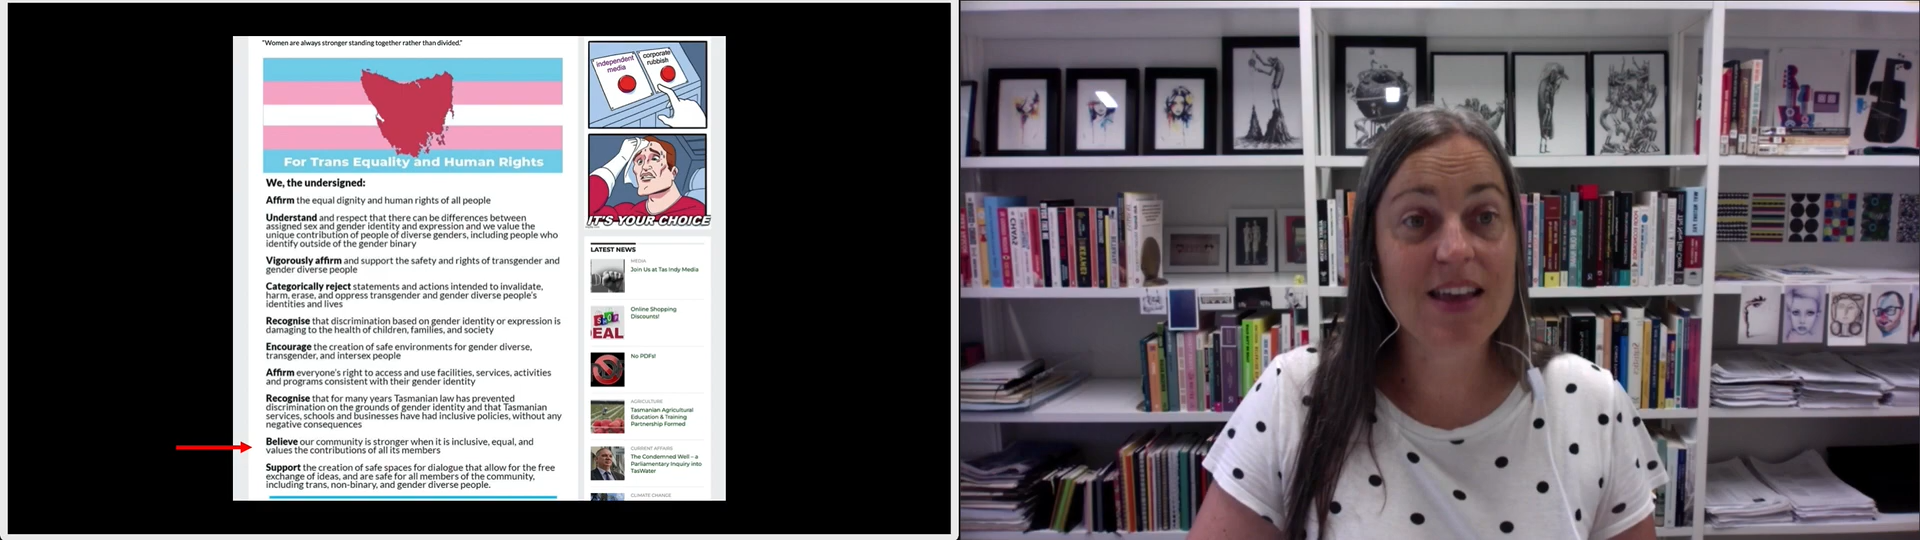 "Women are always stronger standing together rather than divided."
For Trans Equality and Human Rights
We, the undersigned:
Affirm the equal dignity and human rights of all people
Understand and respect that there can be differences between
assigned sex and gender identity and expression and we value the
unique contribution of people of diverse genders, including people who
identify outside of the gender binary
Vigorously affirm and support the safety and rights of transgender and
gender diverse people
Categorically reject statements and actions intended to invalidate,
harm, erase, and oppress transgender and gender diverse people's
identities and lives
Recognise that discrimination based on gender identity or expression is
damaging to the health of children, families, and society
Encourage the creation of safe environments for gender diverse,
transgender, and intersex people
Affirm everyone's right to access and use facilities, services, activities
and programs consistent with their gender identity
Recognise that for many years Tasmanian law has prevented
discrimination on the grounds of gender identity and that Tasmanian
services, schools and businesses have had inclusive policies, without any
negative consequences
Believe our community is stronger when it is inclusive, equal, and
values the contributions of all its members
Support the creation of safe spaces for dialogue that allow for the free
exchange of ideas, and are safe for all members of the community,
including trans, non-binary, and gender diverse people.
independent
media
corporate
rubbish
IT'S YOUR CHOICE
LATEST NEWS
MEDIA
Join Us at Tas Indy Media
SHOP
DEAL
Online Shopping
Discounts!
No PDFs!
AGRICULTURE
Tasmanian Agricultural
Education & Training
Partnership Formed
CURRENT AFFAIRS
The Condemned Well – a
Parliamentary Inquiry into
TasWater
CLIMATE CHANGE